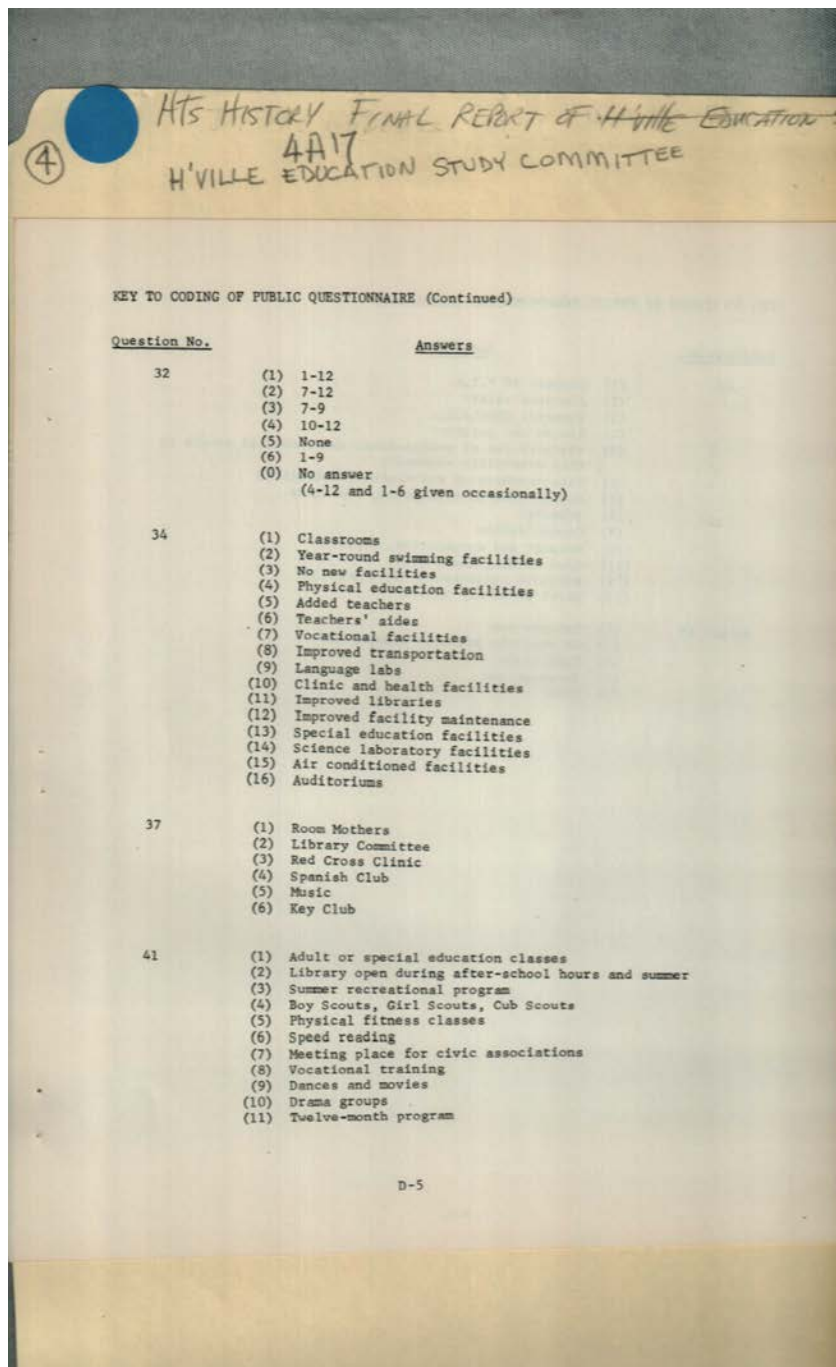 HTS HISTORY FINAL REPORT OF H'ville EDUCATION
4
4A17
H'VILLE EDUCATION STUDY COMMITTEE
KEY TO CODING OF PUBLIC QUESTIONNAIRE (Continued)
Question No. Answers
32 (1) 1-12
(2) 7-12
(3) 7-9
(4) 10-12
(5) None
(6) 1-9
(0) No answer
(4-12 and 1-6 given occasionally)
34 (1) Classrooms
(2) Year-round swimming facilities
(3) No new facilities
(4) Physical education facilities
(5) Added teachers
(6) Teachers' aides
(7) Vocational facilities
(8) Improved transportation
(9) Language labs
(10) Clinic and health facilities
(11) Improved libraries
(12) Improved facility maintenance
(13) Special education facilities
(14) Science laboratory facilities
(15) Air conditioned facilities
(16) Auditoriums
37 (1) Room Mothers
(2) Library Committee
(3) Red Cross Clinic
(4) Spanish Club
(5) Music
(6) Key Club
41 (1) Adult or special education classes
(2) Library open during after-school hours and summer
(3) Summer recreational program
(4) Boy Scouts, Girl Scouts, Cub Scouts
(5) Physical fitness classes
(6) Speed reading
(7) Meeting place for civic associations
(8) Vocational training
(9) Dances and movies
(10) Drama groups
(11) Twelve-month program
D-5